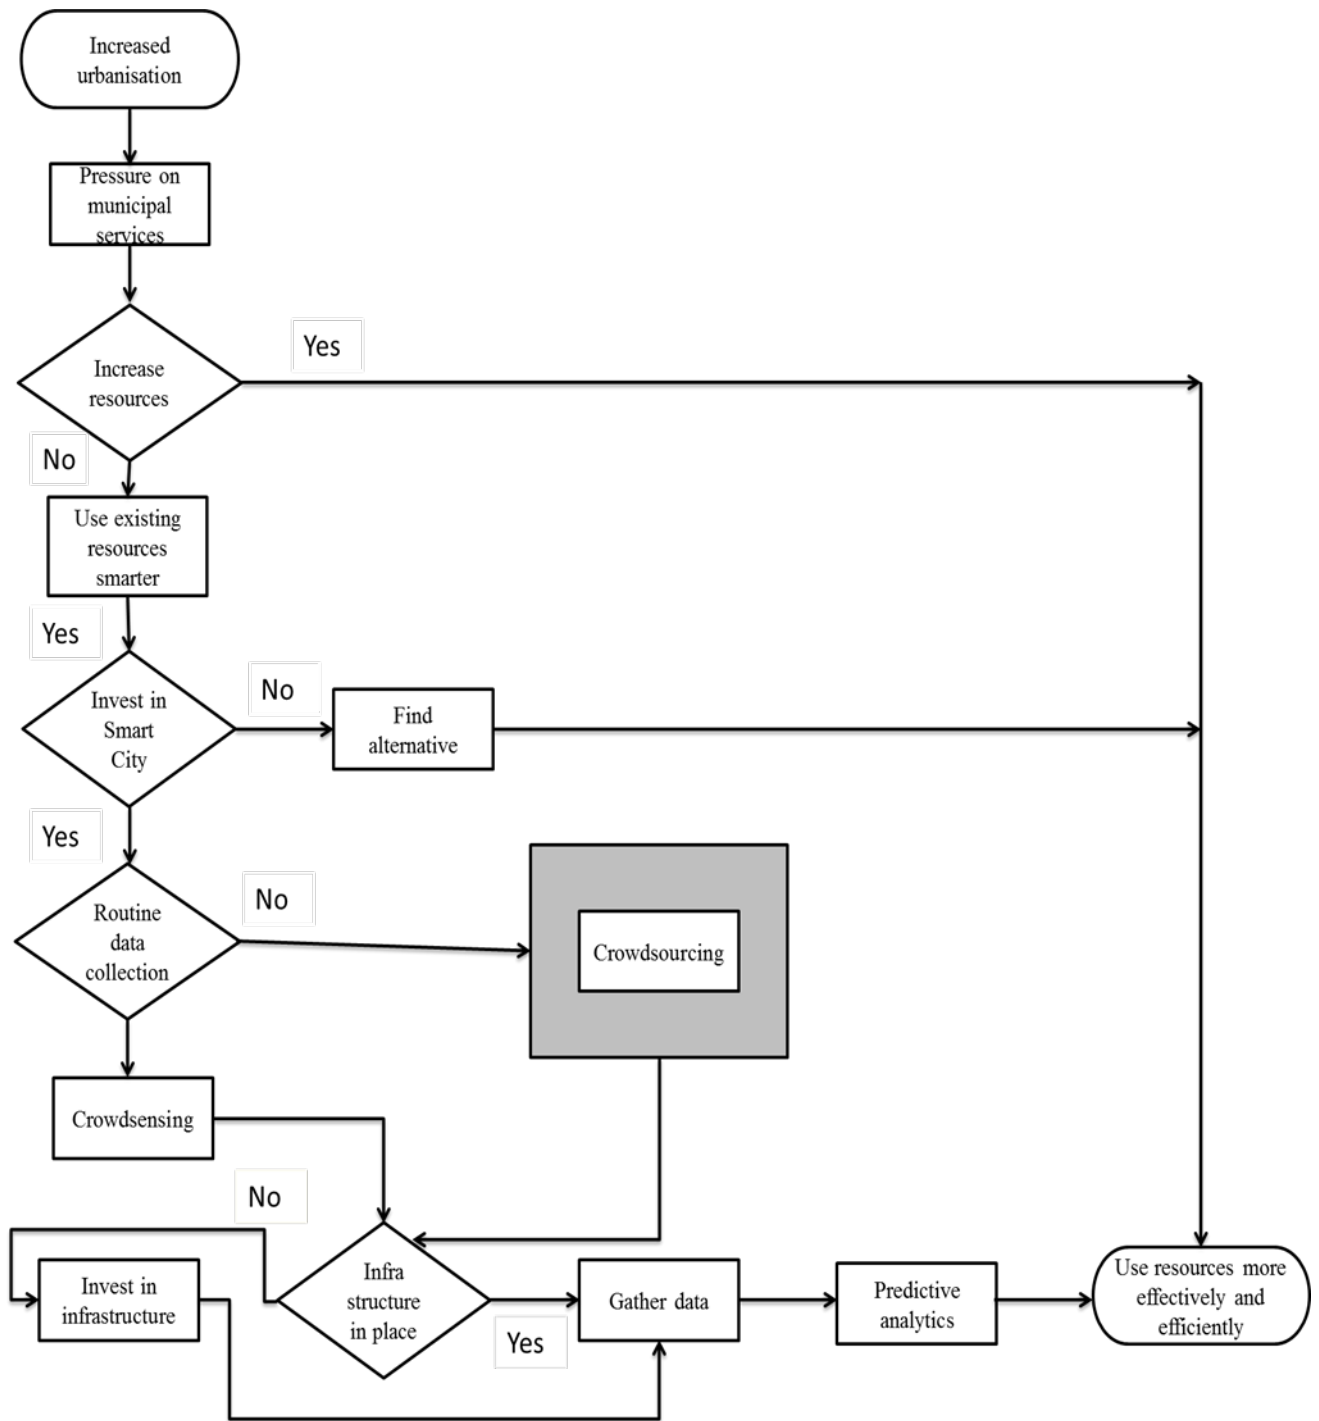 Increased
urbanisation
Pressure on
municipal
services
Yes
Increase
resources
No
Use existing
resources
smarter
Yes
No
Invest in
Smart
City
Find
alternative
Yes
No
Routine
data
collection
Crowdsourcing
Crowdsensing
No
Infra
structure
in place
Invest in
infrastructure
Yes
Gather data
Predictive
analytics
Use resources more
effectively and
efficiently